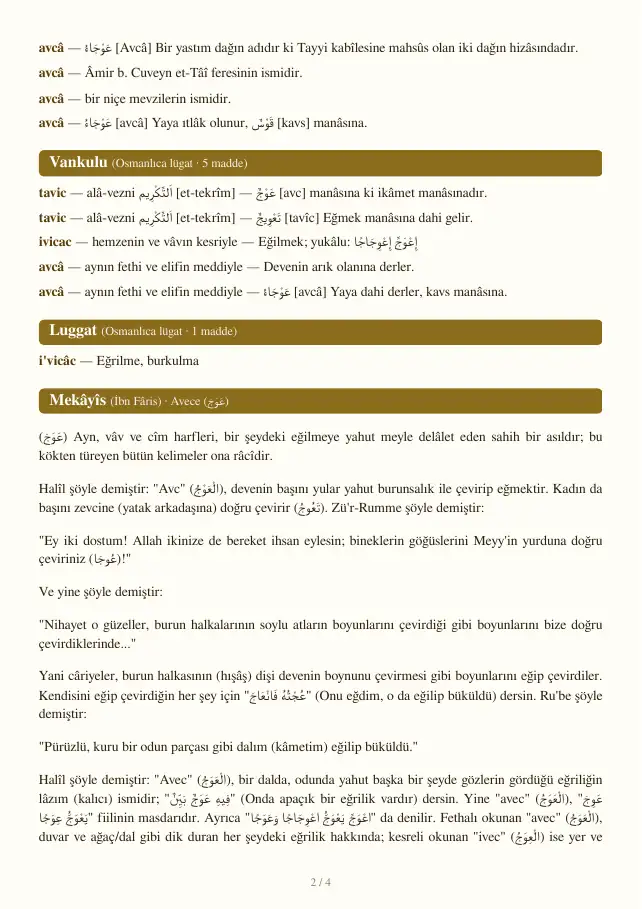 avcâ — عَوْجَاءُ [Avcâ] Bir yastım dağın adıdır ki Tayyi kabîlesine mahsûs olan iki dağın hizâsındadır.
avcâ — Âmir b. Cuveyn et-Tâî feresinin ismidir.
avcâ — bir niçe mevzilerin ismidir.
avcâ — عَوْجَاءُ [avcâ] Yaya ıtlâk olunur, قَوْسٌ [kavs] manâsına.
Vankulu (Osmanlıca lügat · 5 madde)
tavic — alâ-vezni اَلتَّكْرِيم [et-tekrîm] — عَوْجٌ [avc] manâsına ki ikâmet manâsınadır.
tavic — alâ-vezni اَلتَّكْرِيم [et-tekrîm] — تَعْوِيجٌ [tavîc] Eğmek manâsına dahi gelir.
ivicac — hemzenin ve vâvın kesriyle — Eğilmek; yukâlu: إِعْوَجَّ إِعْوِجَاجًا
avcâ — aynın fethi ve elifin meddiyle — Devenin arık olanına derler.
avcâ — aynın fethi ve elifin meddiyle — عَوْجَاءُ [avcâ] Yaya dahi derler, kavs manâsına.
Luggat (Osmanlıca lügat · 1 madde)
i'vicâc — Eğrilme, burkulma
Mekâyîs (İbn Fâris) · Avece (عَوَجَ)
(عَوَجَ) Ayn, vâv ve cîm harfleri, bir şeydeki eğilmeye yahut meyle delâlet eden sahih bir asıldır; bu
kökten türeyen bütün kelimeler ona râcîdir.
Halîl şöyle demiştir: "Avc" (الْعَوْجُ), devenin başını yular yahut burunsalık ile çevirip eğmektir. Kadın da
başını zevcine (yatak arkadaşına) doğru çevirir (تَعُوجُ). Zü'r-Rumme şöyle demiştir:
"Ey iki dostum! Allah ikinize de bereket ihsan eylesin; bineklerin göğüslerini Meyy'in yurduna doğru
çeviriniz (عُوجَا)!"
Ve yine şöyle demiştir:
"Nihayet o güzeller, burun halkalarının soylu atların boyunlarını çevirdiği gibi boyunlarını bize doğru
çevirdiklerinde..."
Yani câriyeler, burun halkasının (hışâş) dişi devenin boynunu çevirmesi gibi boyunlarını eğip çevirdiler.
Kendisini eğip çevirdiğin her şey için "عُجْتُهُ فَانْعَاجَ" (Onu eğdim, o da eğilip büküldü) dersin. Ru'be şöyle
demiştir:
"Pürüzlü, kuru bir odun parçası gibi dalım (kâmetim) eğilip büküldü."
Halîl şöyle demiştir: "Avec" (الْعَوَجُ), bir dalda, odunda yahut başka bir şeyde gözlerin gördüğü eğriliğin
lâzım (kalıcı) ismidir; "فِيهِ عَوَجٌ بَيِّنٌ" (Onda apaçık bir eğrilik vardır) dersin. Yine "avec" (الْعَوَجُ), "عَوِجَ
يَعْوَجُّ عِوَجًا" fiilinin masdarıdır. Ayrıca "اعْوَجَّ يَعْوَجُّ اعْوِجَاجًا وَعَوَجًا" da denilir. Fethalı okunan "avec" (الْعَوَجُ),
duvar ve ağaç/dal gibi dik duran her şeydeki eğrilik hakkında; kesreli okunan "ivec" (الْعِوَجُ) ise yer ve
2 / 4